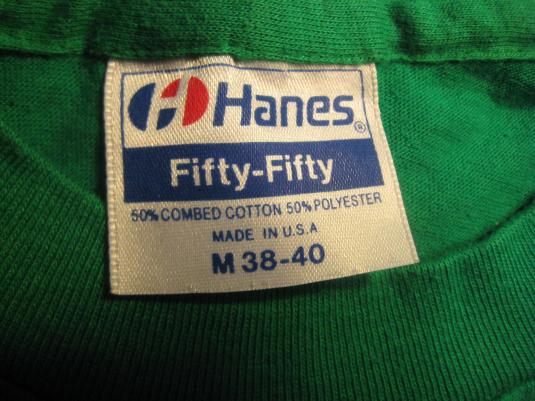 Hanes®
Fifty-Fifty
50% COMBED COTTON 50% POLYESTER
MADE IN U.S.A
M 38-40